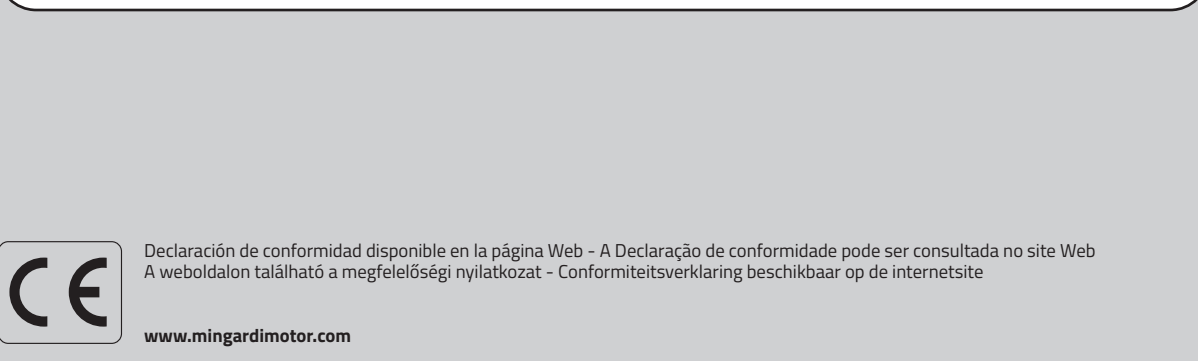 CE
Declaración de conformidad disponible en la página Web - A Declaração de conformidade pode ser consultada no site Web
A weboldalon található a megfelelőségi nyilatkozat - Conformiteitsverklaring beschikbaar op de internetsite
www.mingardimotor.com